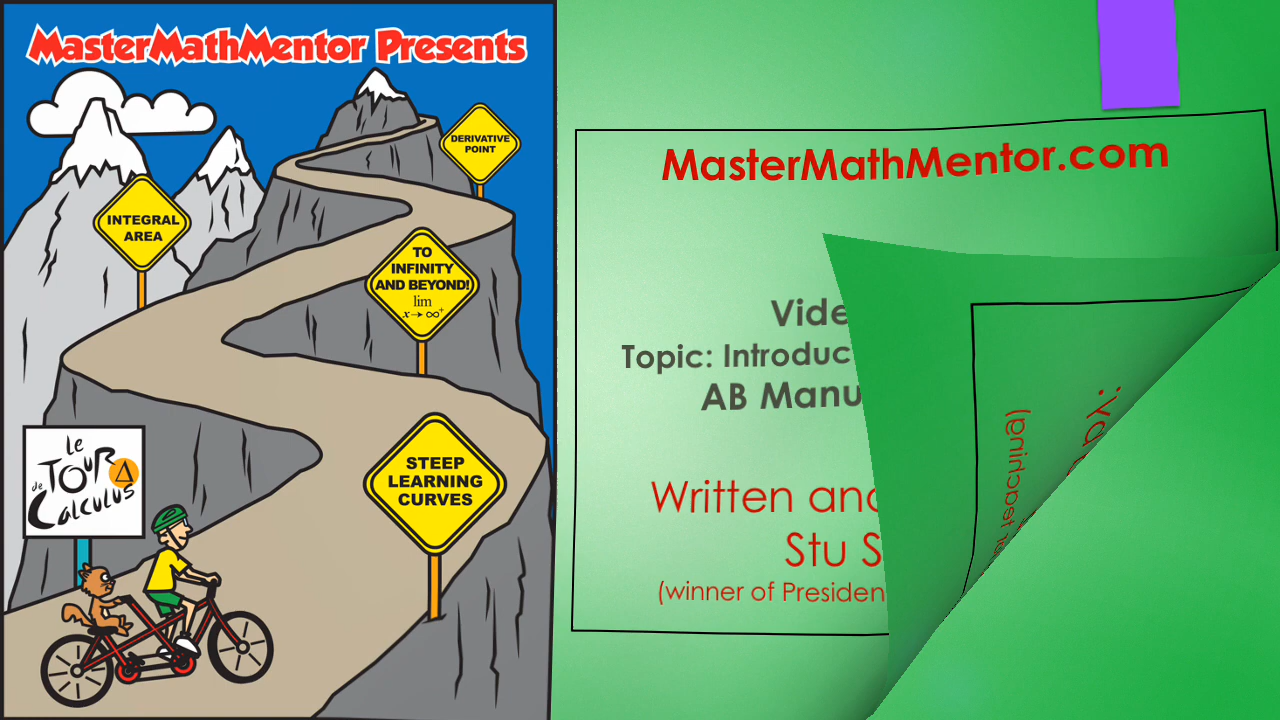 MasterMathMentor Presents
DERIVATIVE
POINT
INTEGRAL
AREA
TO
INFINITY
AND BEYOND!
lim
x→∞⁺
STEEP
LEARNING
CURVES
Le
TOUR Δ
de
CALCULUS
MasterMathMentor.com
Vide
Topic: Introduc
AB Manu
Written and
Stu S
(winner of Presiden
teaching)